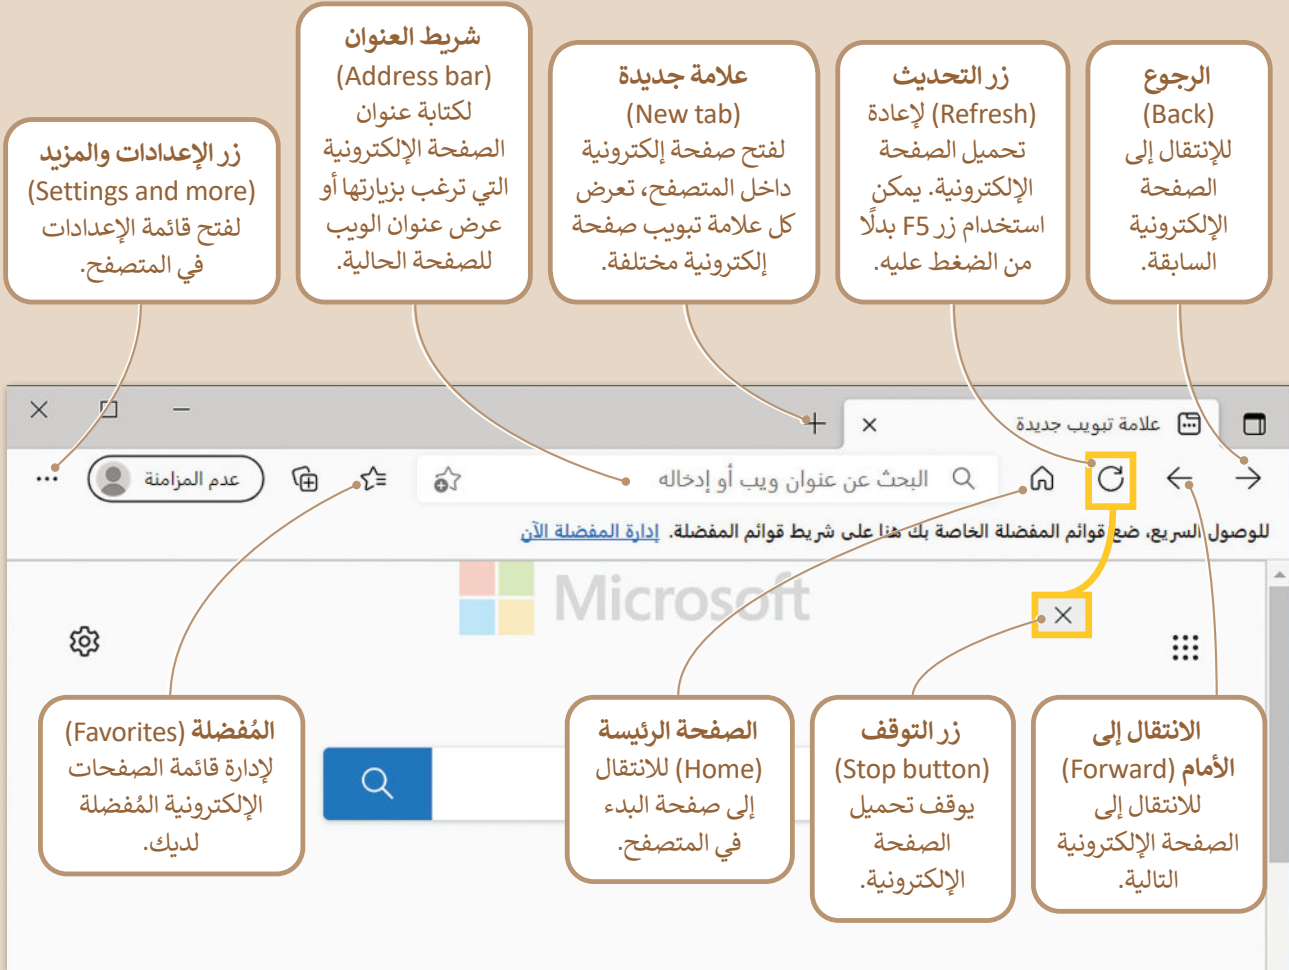 الرجوع
(Back)
للإنتقال إلى
الصفحة
الإلكترونية
السابقة.
زر التحديث
(Refresh) لإعادة
تحميل الصفحة
الإلكترونية. يمكن
استخدام زر F5 بدلًا
من الضغط عليه.
علامة جديدة
(New tab)
لفتح صفحة إلكترونية
داخل المتصفح، تعرض
كل علامة تبويب صفحة
إلكترونية مختلفة.
شريط العنوان
(Address bar)
لكتابة عنوان
الصفحة الإلكترونية
التي ترغب بزيارتها أو
عرض عنوان الويب
للصفحة الحالية.
زر الإعدادات والمزيد
(Settings and more)
لفتح قائمة الإعدادات
في المتصفح.
علامة تبويب جديدة
البحث عن عنوان ويب أو إدخاله
عدم المزامنة
للوصول السريع، ضع قوائم المفضلة الخاصة بك هنا على شريط قوائم المفضلة. إدارة المفضلة الآن
Microsoft
الانتقال إلى
الأمام (Forward)
للانتقال إلى
الصفحة الإلكترونية
التالية.
زر التوقف
(Stop button)
يوقف تحميل
الصفحة
الإلكترونية.
الصفحة الرئيسة
(Home) للانتقال
إلى صفحة البدء
في المتصفح.
المُفضلة (Favorites)
لإدارة قائمة الصفحات
الإلكترونية المُفضلة
لديك.